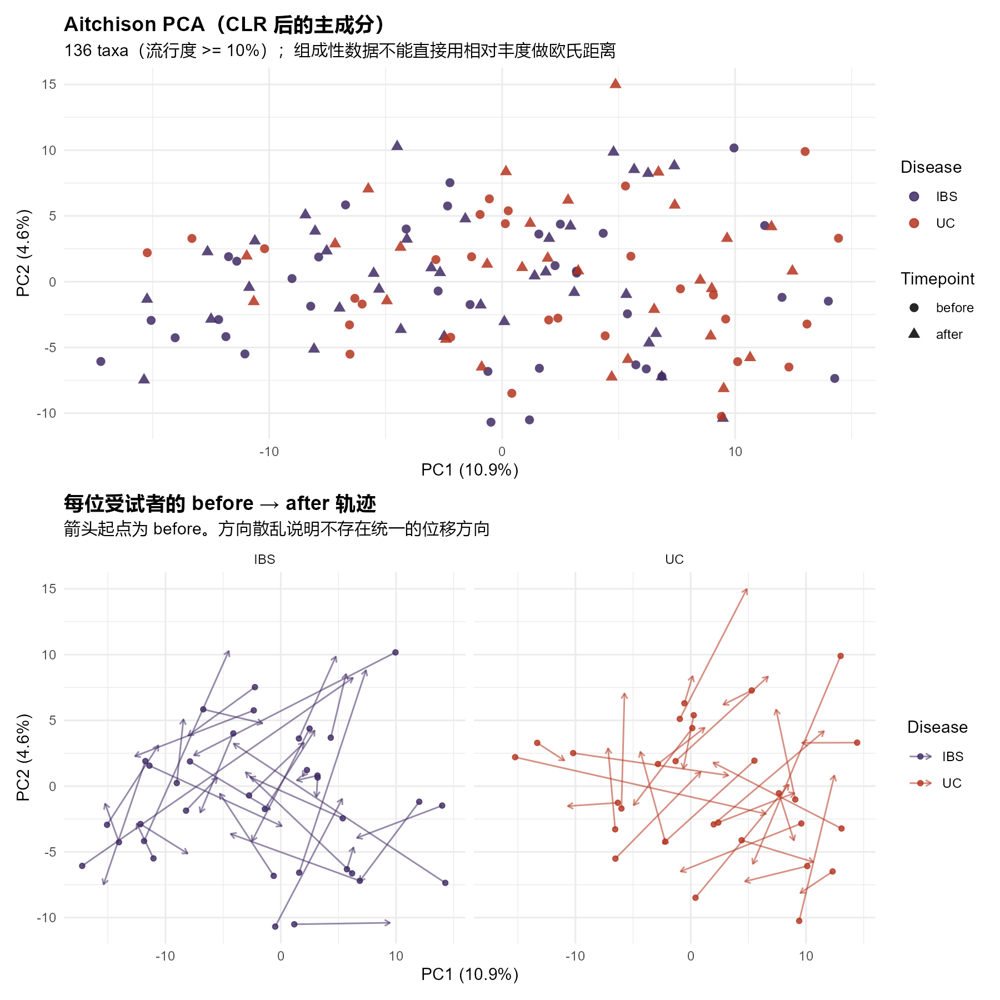 Aitchison PCA（CLR 后的主成分）
136 taxa（流行度 >= 10%）；组成性数据不能直接用相对丰度做欧氏距离
PC2 (4.6%)
15
10
5
0
-5
-10
-10
0
10
PC1 (10.9%)
Disease
IBS
UC
Timepoint
before
after
每位受试者的 before → after 轨迹
箭头起点为 before。方向散乱说明不存在统一的位移方向
IBS
UC
PC2 (4.6%)
15
10
5
0
-5
-10
-10
0
10
-10
0
10
PC1 (10.9%)
Disease
IBS
UC